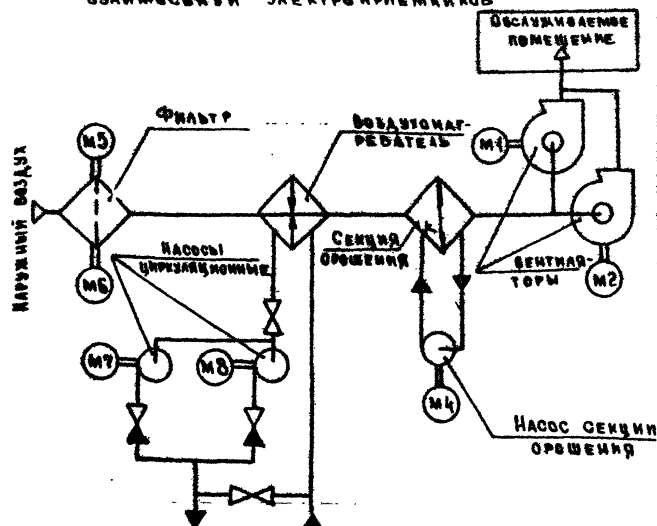 ЭЛЕКТРОПРИЕМНИКОВ
ОБСЛУЖИВАЕМОЕ
ПОМЕЩЕНИЕ
ФИЛЬТР
ВОЗДУХОНАГ-
РЕВАТЕЛЬ
М5
М1
НАРУЖНЫЙ ВОЗДУХ
НАСОСЫ
ЦИРКУЛЯЦИОННЫЕ
СЕКЦИЯ
ОРОШЕНИЯ
ВЕНТИЛЯ-
ТОРЫ
М2
М6
М7
М8
М4
НАСОС СЕКЦИИ
ОРОШЕНИЯ